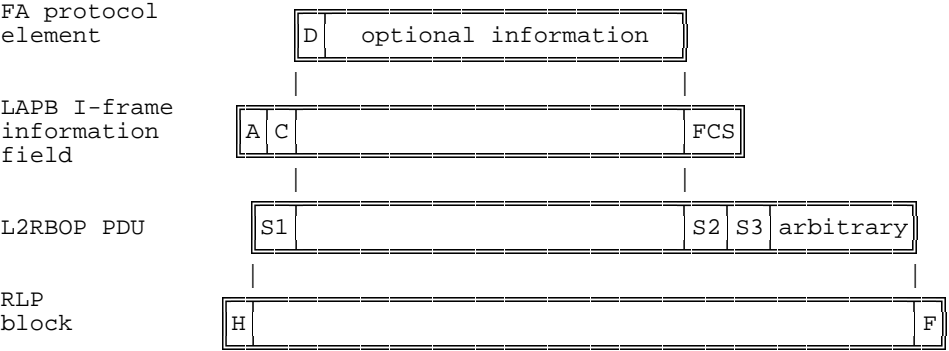 FA protocol
element
D optional information
LAPB I-frame
information
field
A C FCS
L2RBOP PDU
S1 S2 S3 arbitrary
RLP
block
H F